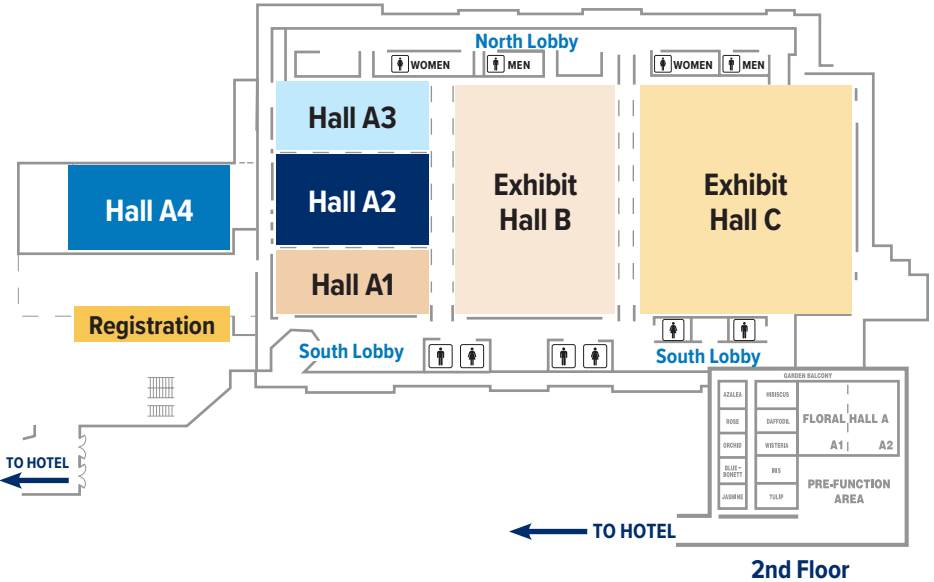 North Lobby
WOMEN
MEN
WOMEN
MEN
Hall A3
Hall A4
Hall A2
Exhibit
Hall B
Exhibit
Hall C
Hall A1
Registration
South Lobby
South Lobby
GARDEN BALCONY
AZALEA
HIBISCUS
ROSE
DAFFODIL
FLORAL HALL A
ORCHID
WISTERIA
A1
A2
BLUE-
BONETT
IRIS
JASMINE
TULIP
PRE-FUNCTION
AREA
TO HOTEL
TO HOTEL
2nd Floor